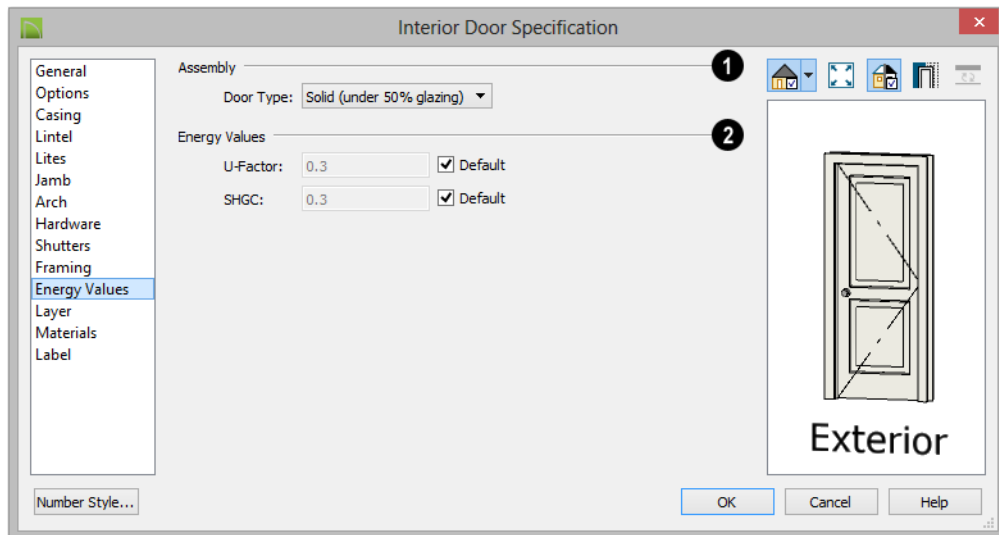 Interior Door Specification
General
Options
Casing
Lintel
Lites
Jamb
Arch
Hardware
Shutters
Framing
Energy Values
Layer
Materials
Label
Assembly 1
Door Type: Solid (under 50% glazing)
Energy Values 2
U-Factor: 0.3 Default
SHGC: 0.3 Default
Exterior
Number Style... OK Cancel Help